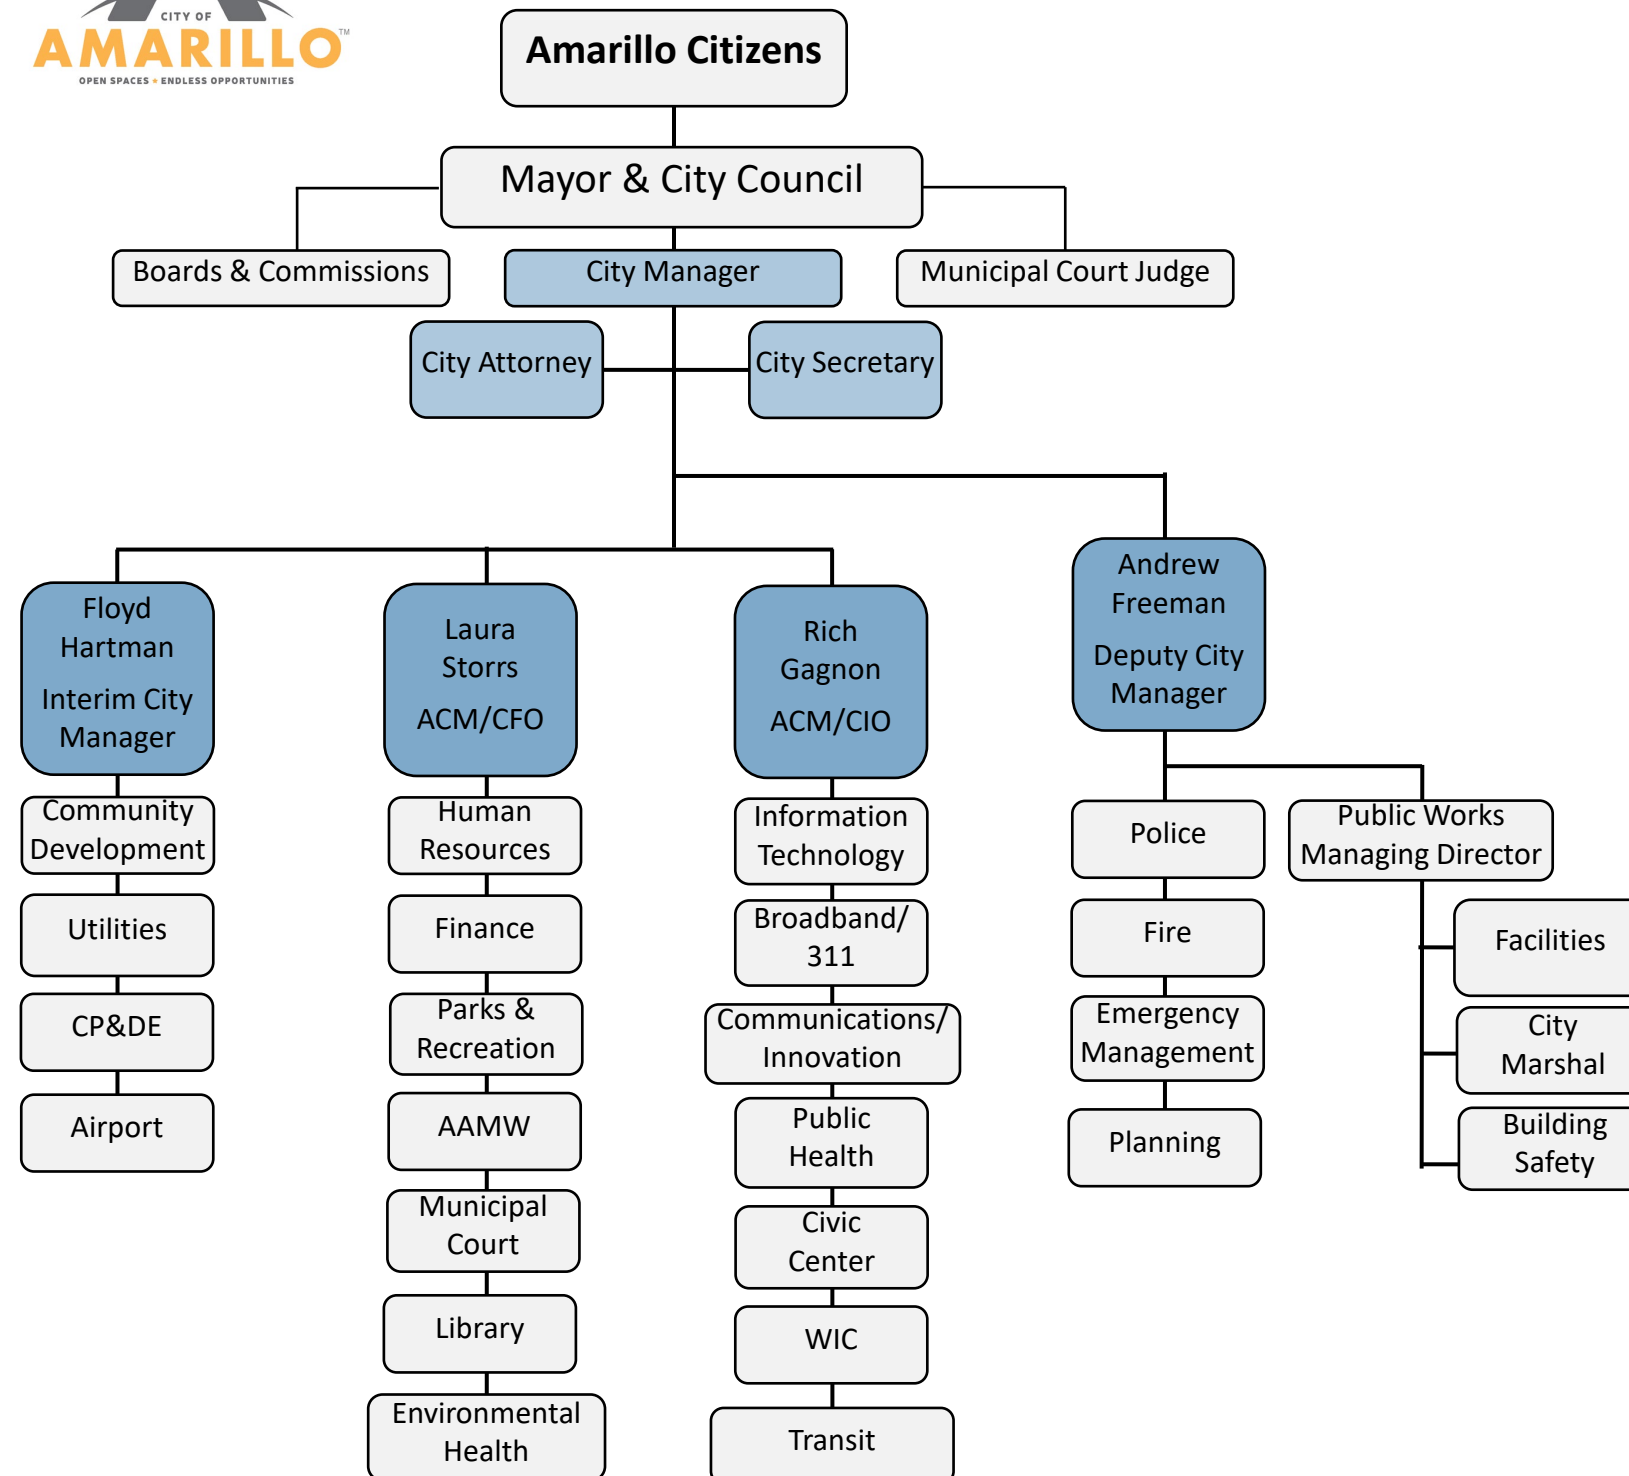 CITY OF
AMARILLO™
OPEN SPACES ★ ENDLESS OPPORTUNITIES
Amarillo Citizens
Mayor & City Council
Boards & Commissions
City Manager
Municipal Court Judge
City Attorney
City Secretary
Floyd
Hartman
Interim City
Manager
Community
Development
Utilities
CP&DE
Airport
Laura
Storrs
ACM/CFO
Human
Resources
Finance
Parks &
Recreation
AAMW
Municipal
Court
Library
Environmental
Health
Rich
Gagnon
ACM/CIO
Information
Technology
Broadband/
311
Communications/
Innovation
Public
Health
Civic
Center
WIC
Transit
Andrew
Freeman
Deputy City
Manager
Police
Fire
Emergency
Management
Planning
Public Works
Managing Director
Facilities
City
Marshal
Building
Safety